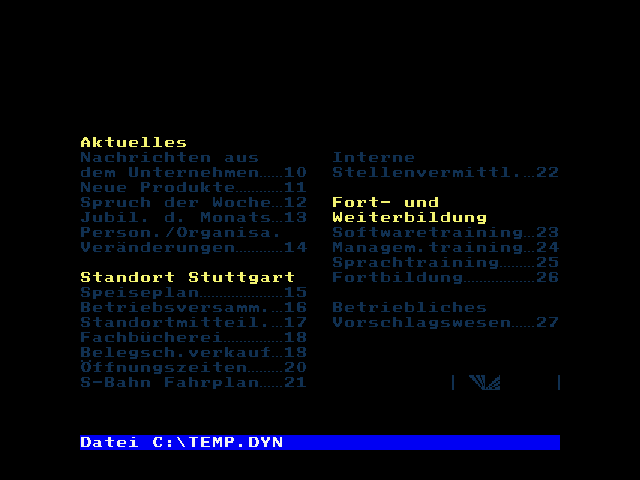 Aktuelles
Nachrichten aus
dem Unternehmen.....10
Neue Produkte..........11
Spruch der Woche..12
Jubil. d. Monats..13
Person./Organisa.
Veränderungen..........14
Standort Stuttgart
Speiseplan................15
Betriebsversamm..16
Standortmitteil...17
Fachbücherei............18
Belegsch.verkauf..19
Öffnungszeiten........20
S-Bahn Fahrplan.....21
Interne
Stellenvermittl...22
Fort- und
Weiterbildung
Softwaretraining..23
Managem.training..24
Sprachtraining........25
Fortbildung..............26
Betriebliches
Vorschlagswesen.....27
Datei C:\TEMP.DYN